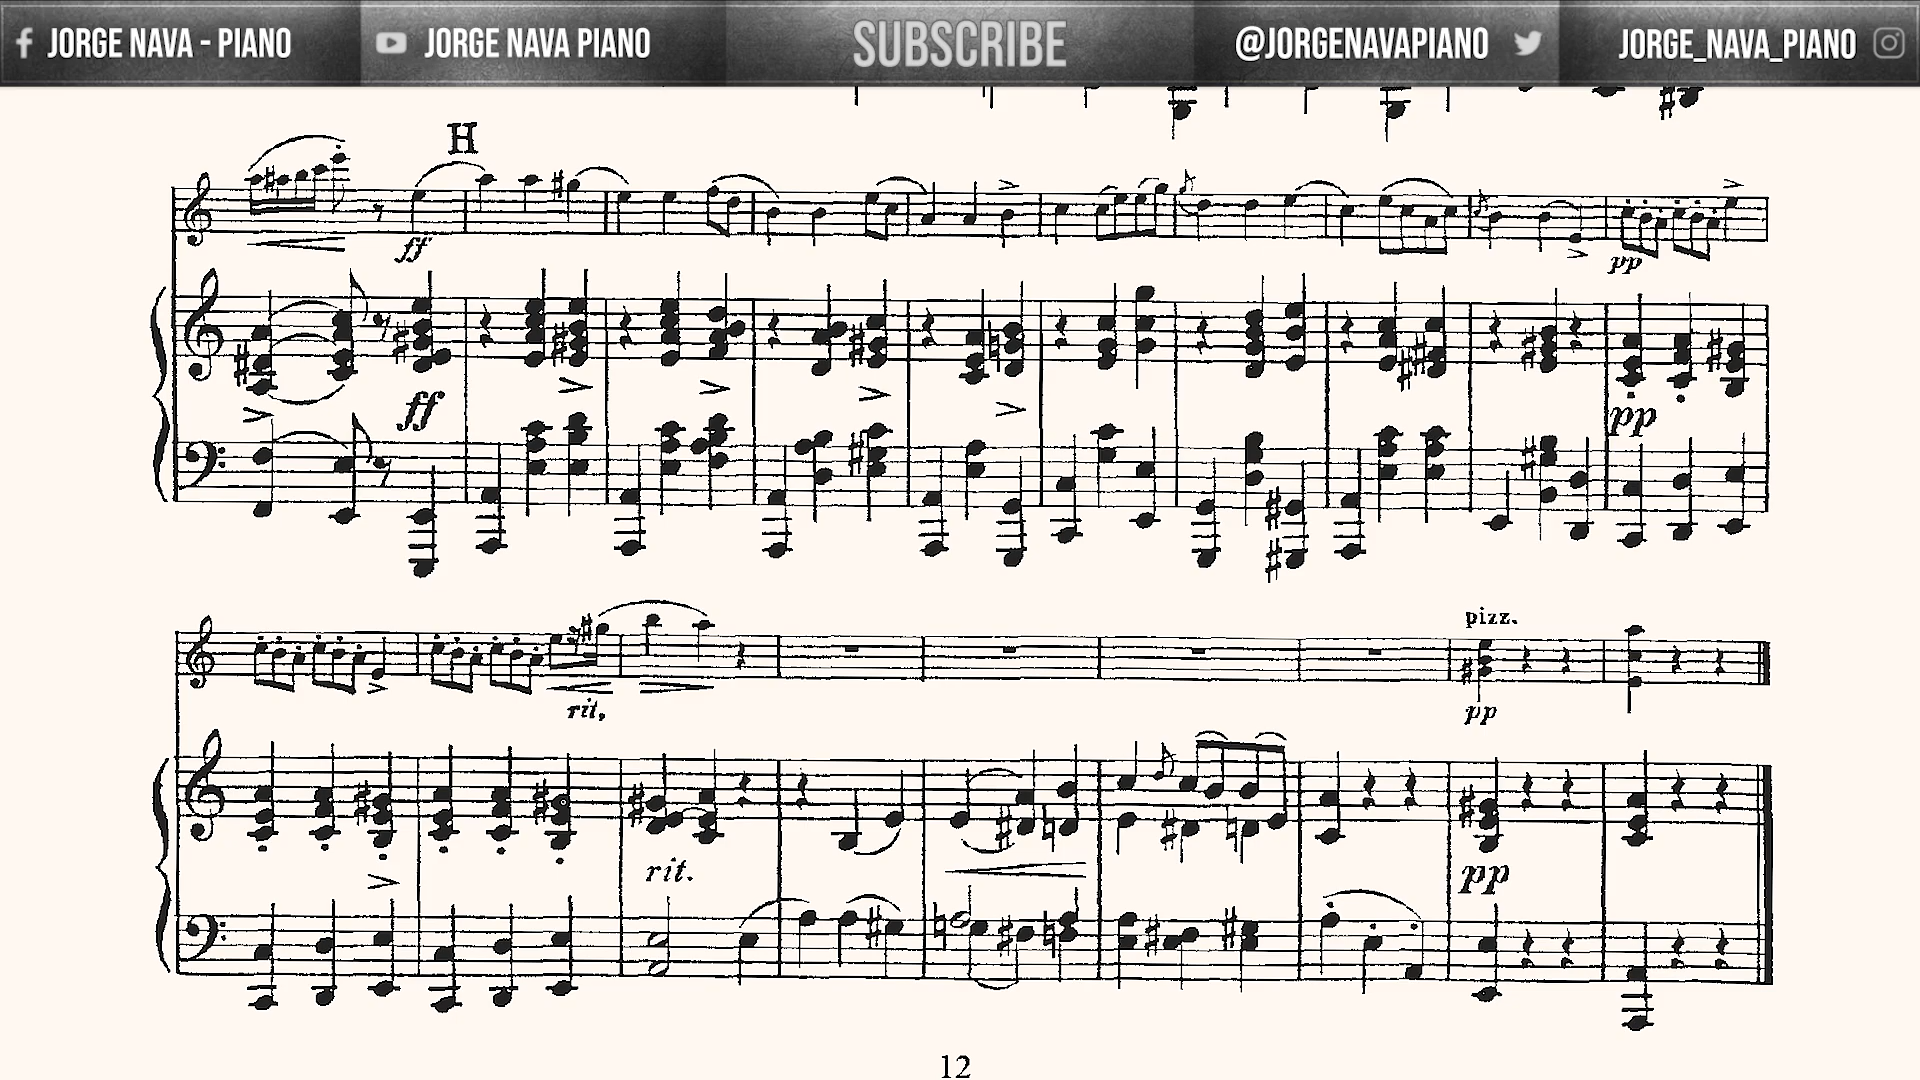 JORGE NAVA - PIANO
JORGE NAVA PIANO
SUBSCRIBE
@JORGENAVAPIANO
JORGE_NAVA_PIANO
H
ff
pp
ff
pp
pizz.
rit,
pp
rit.
pp
12